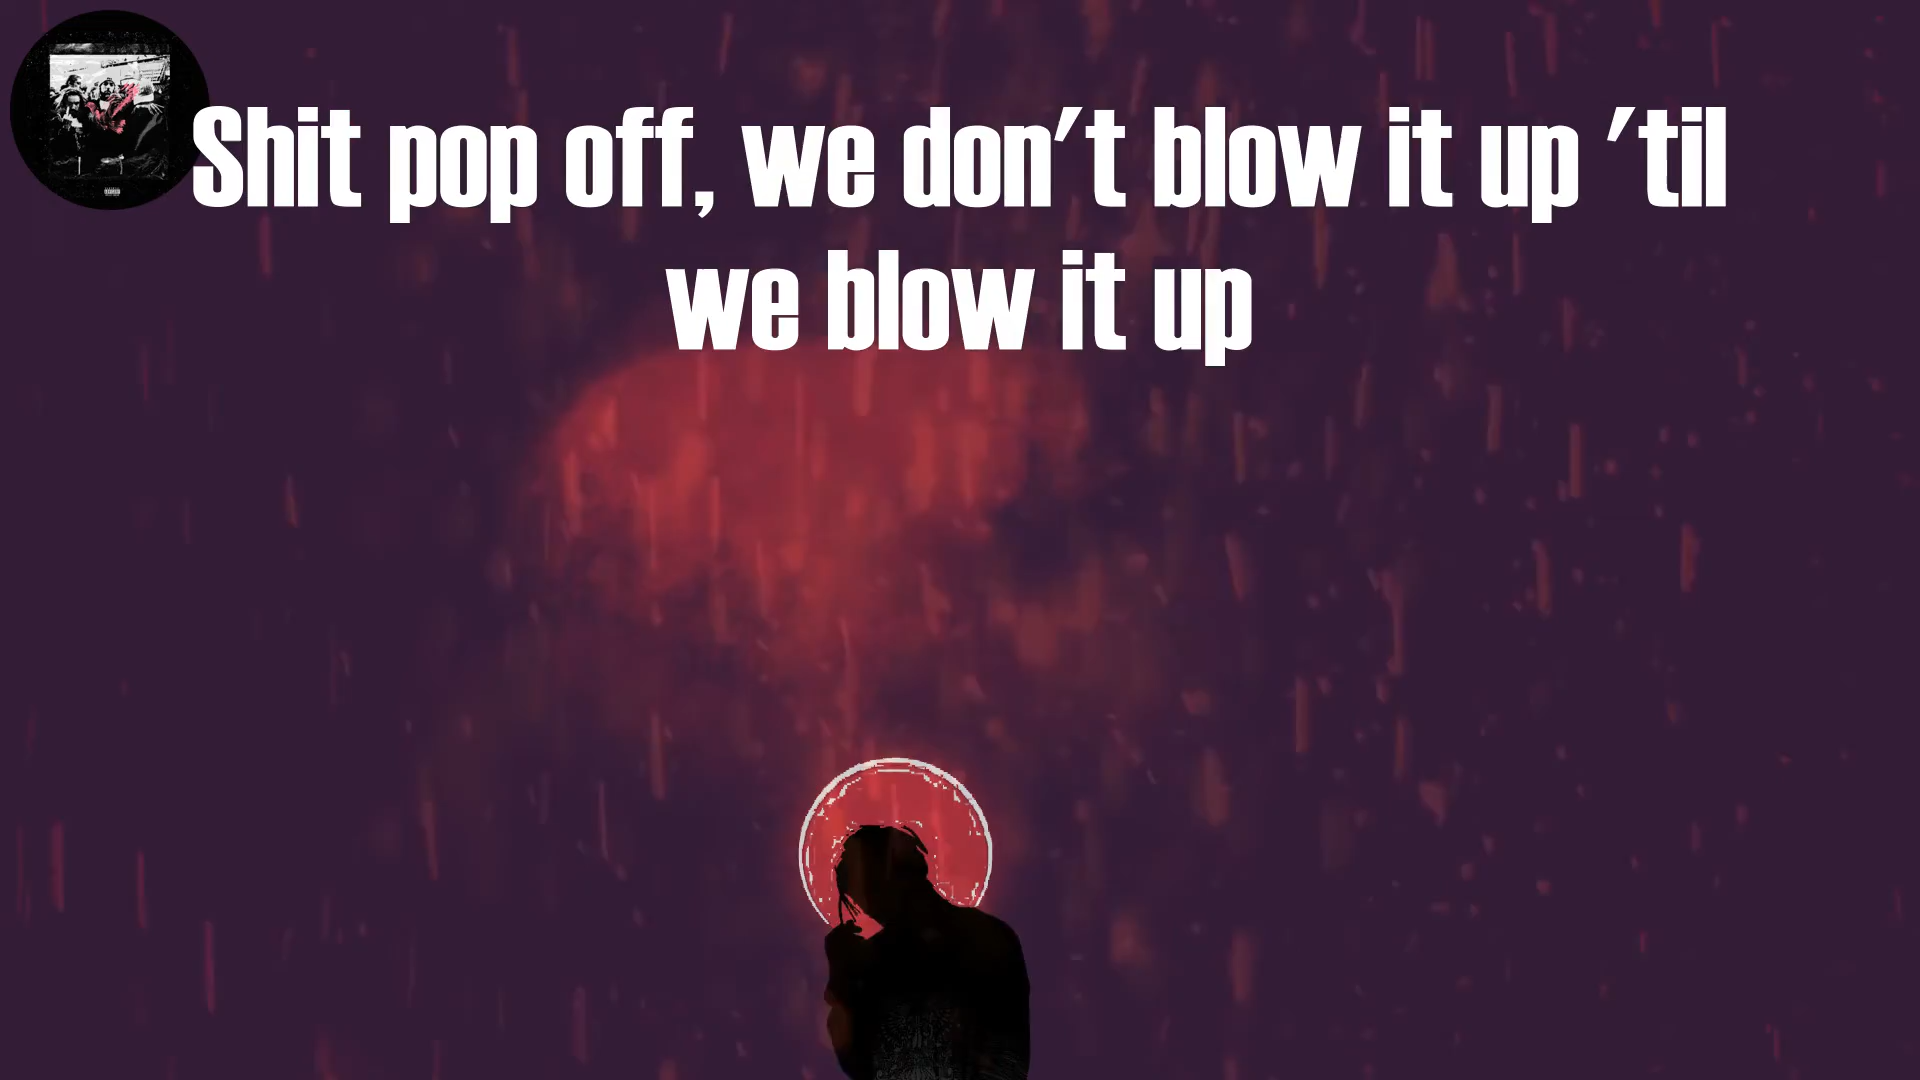 Shit pop off, we don't blow it up 'til
we blow it up